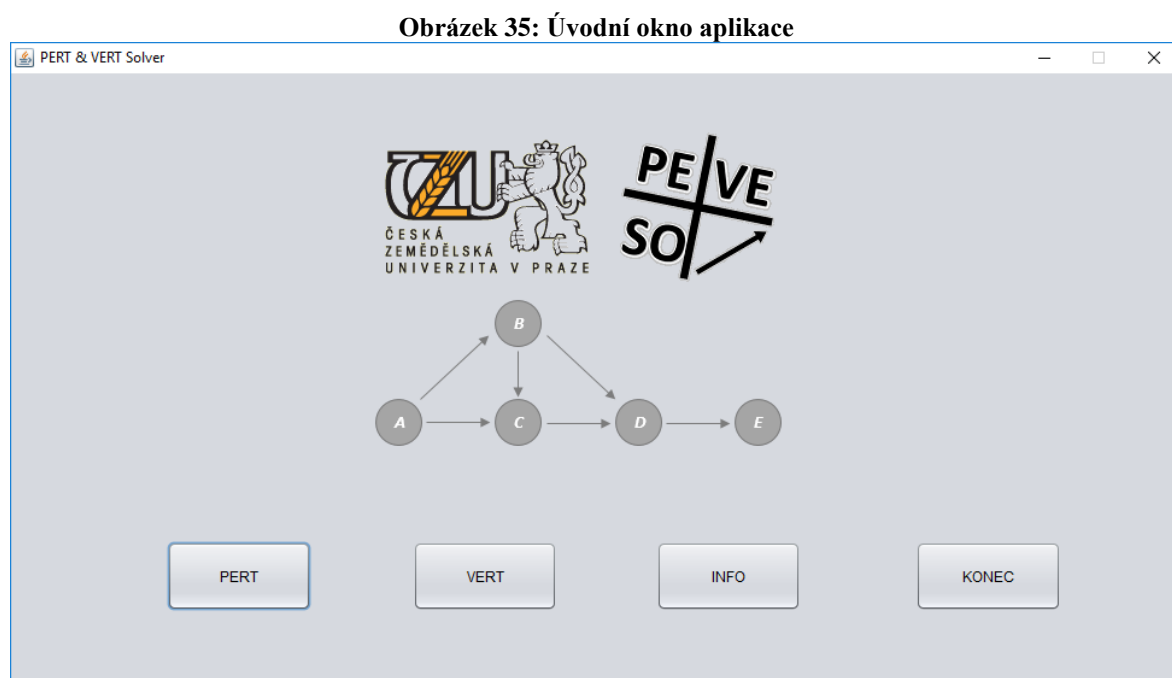 Obrázek 35: Úvodní okno aplikace
PERT & VERT Solver
ČZU
ČESKÁ
ZEMĚDĚLSKÁ
UNIVERZITA V PRAZE
PE VE
SO
B
A C D E
PERT VERT INFO KONEC